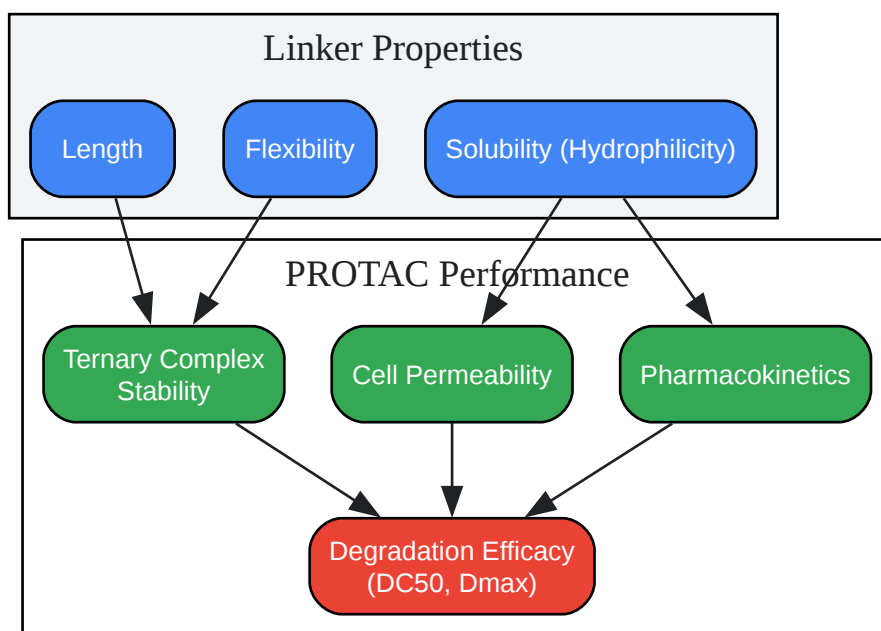 Linker Properties
Length
Flexibility
Solubility (Hydrophilicity)
PROTAC Performance
Ternary Complex
Stability
Cell Permeability
Pharmacokinetics
Degradation Efficacy
(DC50, Dmax)